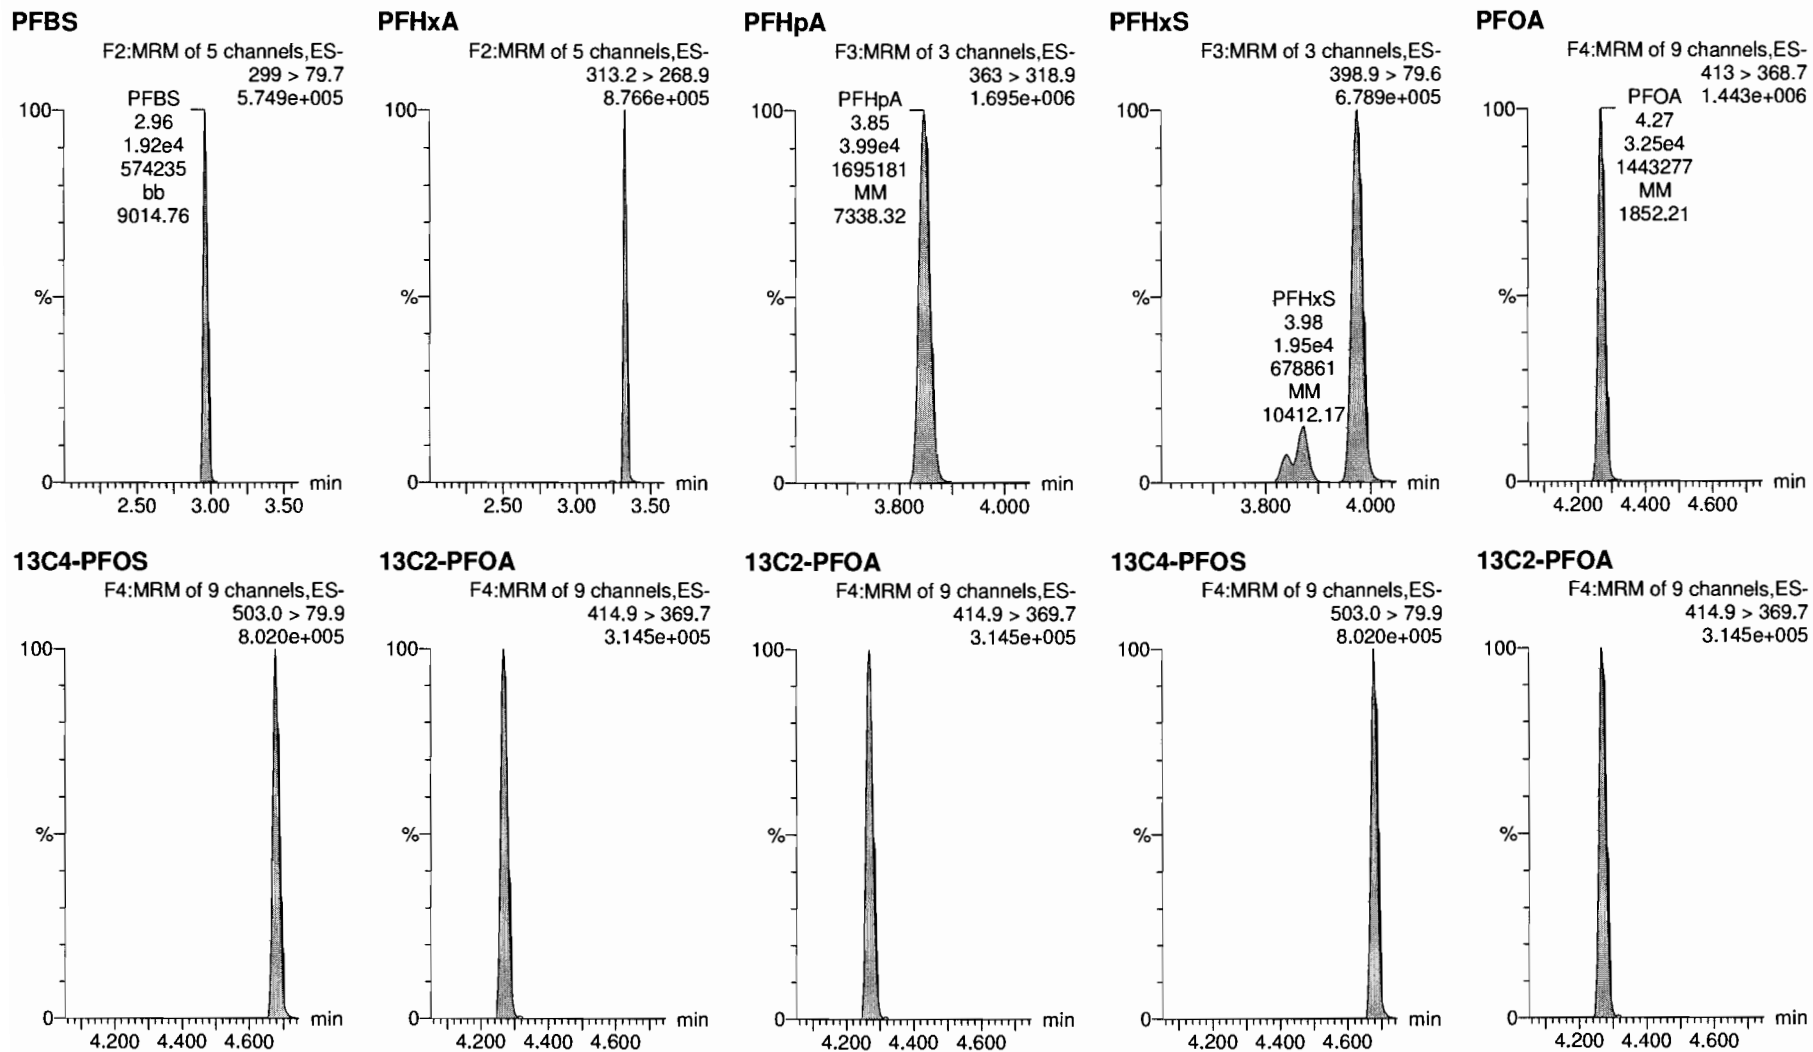 PFBS
F2:MRM of 5 channels,ES-
299 > 79.7
5.749e+005
100
PFBS
2.96
1.92e4
574235
bb
9014.76
%
0
2.50 3.00 3.50 min
PFHxA
F2:MRM of 5 channels,ES-
313.2 > 268.9
8.766e+005
100
%
0
2.50 3.00 3.50 min
PFHpA
F3:MRM of 3 channels,ES-
363 > 318.9
1.695e+006
100
PFHpA
3.85
3.99e4
1695181
MM
7338.32
%
0
3.800 4.000 min
PFHxS
F3:MRM of 3 channels,ES-
398.9 > 79.6
6.789e+005
100
%
PFHxS
3.98
1.95e4
678861
MM
10412.17
0
3.800 4.000 min
PFOA
F4:MRM of 9 channels,ES-
413 > 368.7
1.443e+006
100
PFOA
4.27
3.25e4
1443277
MM
1852.21
%
0
4.200 4.400 4.600 min
13C4-PFOS
F4:MRM of 9 channels,ES-
503.0 > 79.9
8.020e+005
100
%
0
4.200 4.400 4.600 min
13C2-PFOA
F4:MRM of 9 channels,ES-
414.9 > 369.7
3.145e+005
100
%
0
4.200 4.400 4.600 min
13C2-PFOA
F4:MRM of 9 channels,ES-
414.9 > 369.7
3.145e+005
100
%
0
4.200 4.400 4.600 min
13C4-PFOS
F4:MRM of 9 channels,ES-
503.0 > 79.9
8.020e+005
100
%
0
4.200 4.400 4.600 min
13C2-PFOA
F4:MRM of 9 channels,ES-
414.9 > 369.7
3.145e+005
100
%
0
4.200 4.400 4.600 min